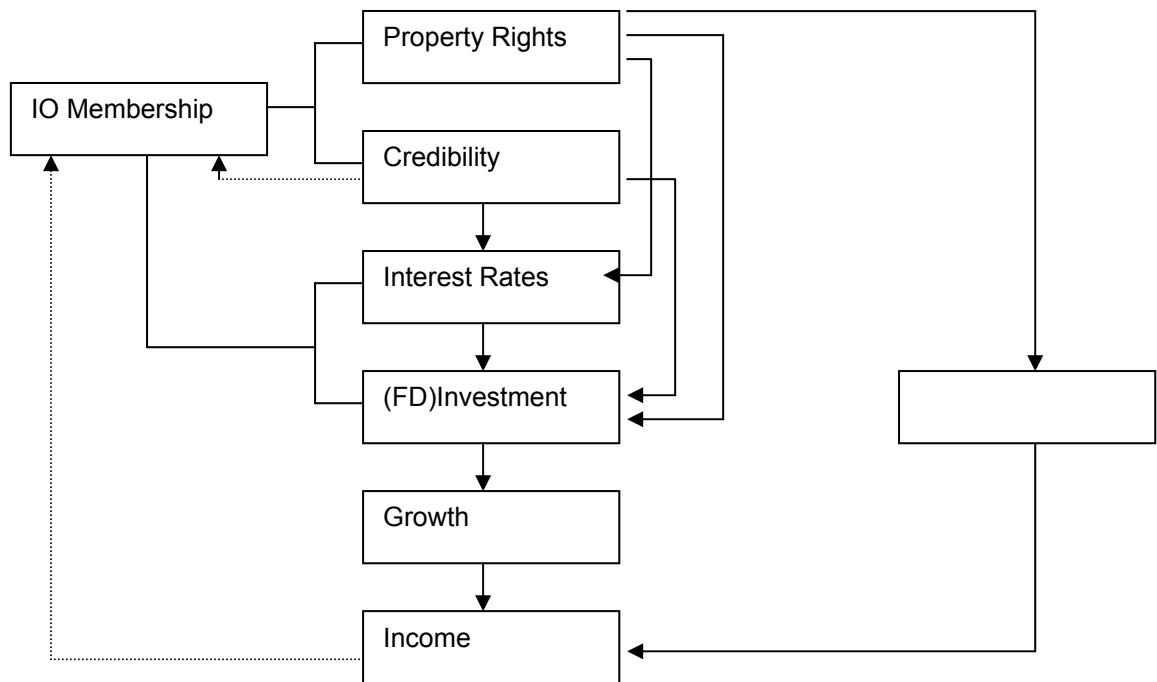 Property Rights
IO Membership
Credibility
Interest Rates
(FD)Investment
Growth
Income